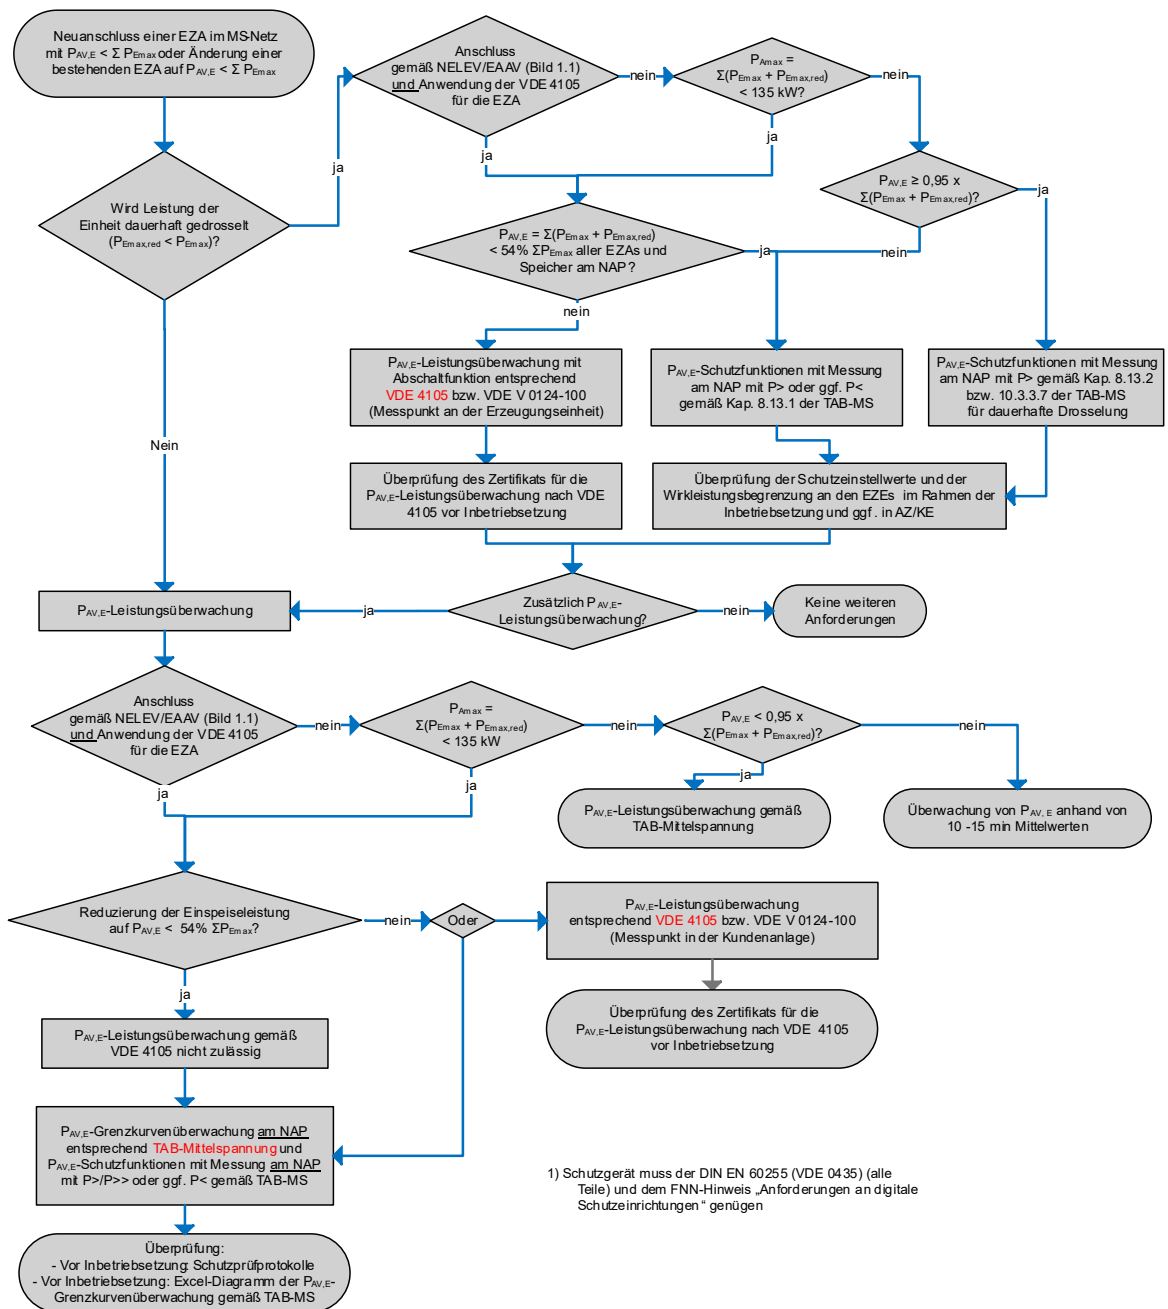 Neuanschluss einer EZA im MS-Netz
mit PAV,E < Σ PEmax oder Änderung einer
bestehenden EZA auf PAV,E < Σ PEmax
Anschluss
gemäß NELEV/EAAV (Bild 1.1)
und Anwendung der VDE 4105
für die EZA
nein
PAmax =
Σ(PEmax + PEmax,red)
< 135 kW?
nein
ja
ja
ja
Wird Leistung der
Einheit dauerhaft gedrosselt
(PEmax,red < PEmax)?
PAV,E ≥ 0,95 x
Σ(PEmax + PEmax,red)?
ja
PAV,E = Σ(PEmax + PEmax,red)
< 54% ΣPEmax aller EZAs und
Speicher am NAP?
ja
nein
nein
PAV,E-Leistungsüberwachung mit
Abschaltfunktion entsprechend
VDE 4105 bzw. VDE V 0124-100
(Messpunkt an der Erzeugungseinheit)
PAV,E-Schutzfunktionen mit Messung
am NAP mit P> oder ggf. P<
gemäß Kap. 8.13.1 der TAB-MS
PAV,E-Schutzfunktionen mit Messung
am NAP mit P> gemäß Kap. 8.13.2
bzw. 10.3.3.7 der TAB-MS
für dauerhafte Drosselung
Nein
Überprüfung des Zertifikats für die
PAV,E-Leistungsüberwachung nach VDE
4105 vor Inbetriebsetzung
Überprüfung der Schutzeinstellwerte und der
Wirkleistungsbegrenzung an den EZEs im Rahmen der
Inbetriebsetzung und ggf. in AZ/KE
PAV,E-Leistungsüberwachung
ja
Zusätzlich PAV,E-
Leistungsüberwachung?
nein
Keine weiteren
Anforderungen
Anschluss
gemäß NELEV/EAAV (Bild 1.1)
und Anwendung der VDE 4105
für die EZA
nein
PAmax =
Σ(PEmax + PEmax,red)
< 135 kW
nein
PAV,E < 0,95 x
Σ(PEmax + PEmax,red)?
nein
ja
ja
ja
PAV,E-Leistungsüberwachung gemäß
TAB-Mittelspannung
Überwachung von PAV, E anhand von
10 -15 min Mittelwerten
Reduzierung der Einspeiseleistung
auf PAV,E < 54% ΣPEmax?
nein
Oder
PAV,E-Leistungsüberwachung
entsprechend VDE 4105 bzw. VDE V 0124-100
(Messpunkt in der Kundenanlage)
ja
Überprüfung des Zertifikats für die
PAV,E-Leistungsüberwachung nach VDE 4105
vor Inbetriebsetzung
PAV,E-Leistungsüberwachung gemäß
VDE 4105 nicht zulässig
PAV,E-Grenzkurvenüberwachung am NAP
entsprechend TAB-Mittelspannung und
PAV,E-Schutzfunktionen mit Messung am NAP
mit P>/P>> oder ggf. P< gemäß TAB-MS
1) Schutzgerät muss der DIN EN 60255 (VDE 0435) (alle
Teile) und dem FNN-Hinweis „Anforderungen an digitale
Schutzeinrichtungen“ genügen
Überprüfung:
- Vor Inbetriebsetzung: Schutzprüfprotokolle
- Vor Inbetriebsetzung: Excel-Diagramm der PAV,E-
Grenzkurvenüberwachung gemäß TAB-MS